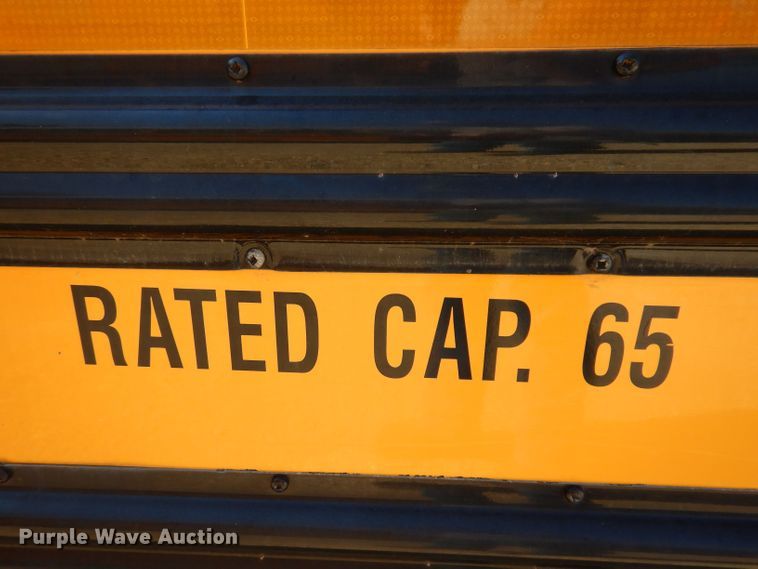 RATED CAP. 65
Purple Wave Auction